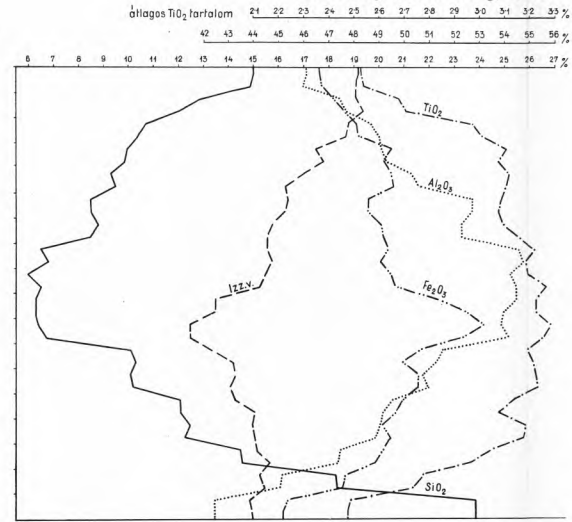 átlagos TiO2 tartalom 2·1 2·2 2·3 2·4 2·5 2·6 2·7 2·8 2·9 3·0 3·1 3·2 3·3 %
42 43 44 45 46 47 48 49 50 51 52 53 54 55 56 %
6 7 8 9 10 11 12 13 14 15 16 17 18 19 20 21 22 23 24 25 26 27 %
TiO2
Al2O3
Izz.v.
Fe2O3
SiO2